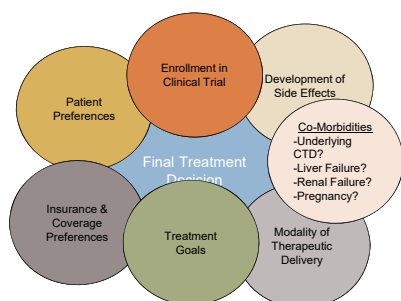 Enrollment in
Clinical Trial
Development of
Side Effects
Patient
Preferences
Co-Morbidities
-Underlying
CTD?
-Liver Failure?
-Renal Failure?
-Pregnancy?
Final Treatment
Decision
Insurance &
Coverage
Preferences
Treatment
Goals
Modality of
Therapeutic
Delivery